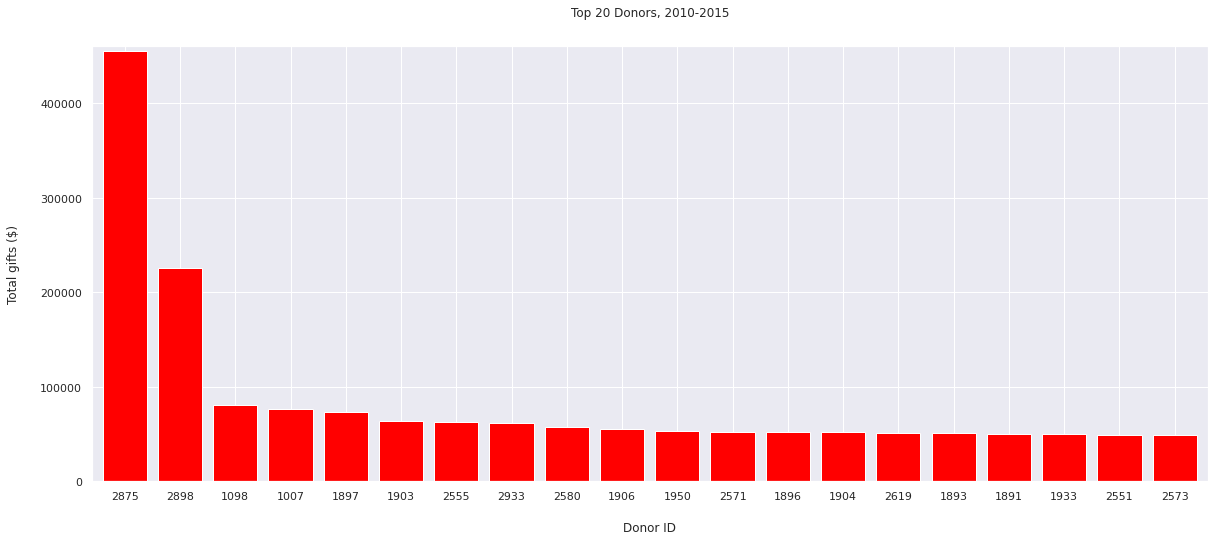 Top 20 Donors, 2010-2015
Total gifts ($)
400000
300000
200000
100000
0
2875 2898 1098 1007 1897 1903 2555 2933 2580 1906 1950 2571 1896 1904 2619 1893 1891 1933 2551 2573
Donor ID